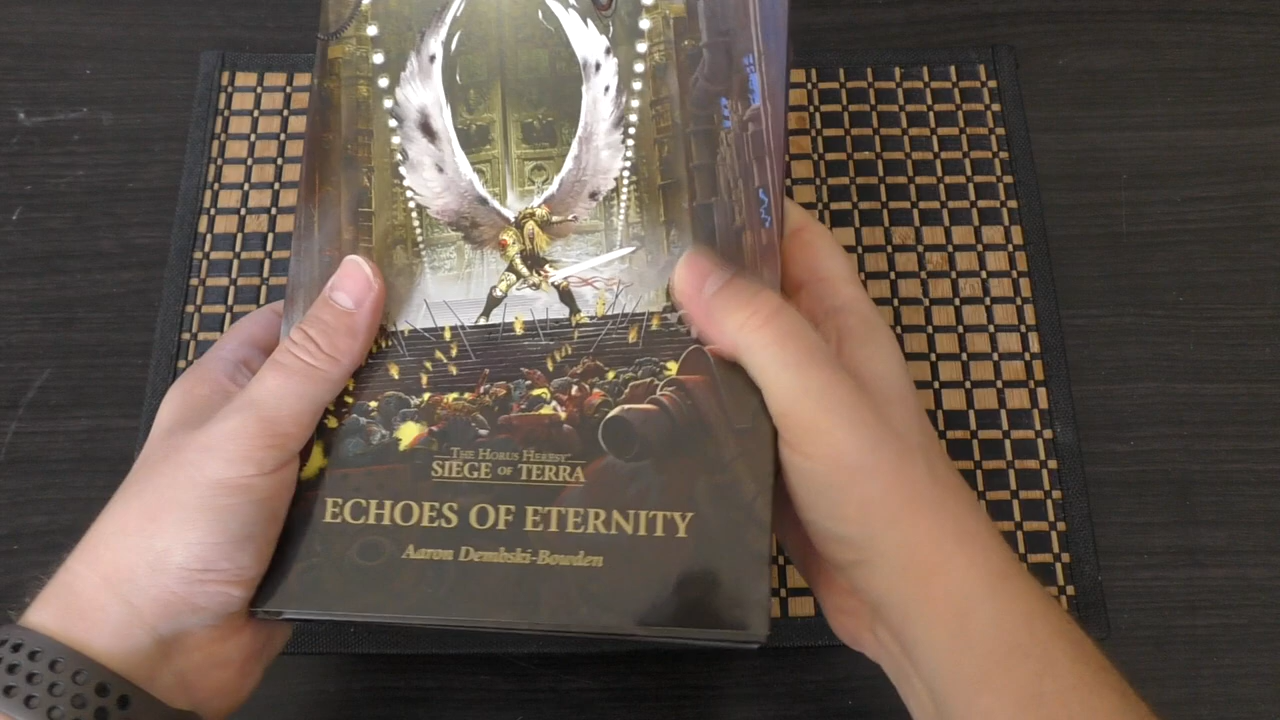 THE HORUS HERESY®
SIEGE OF TERRA
ECHOES OF ETERNITY
Aaron Dembski-Bowden